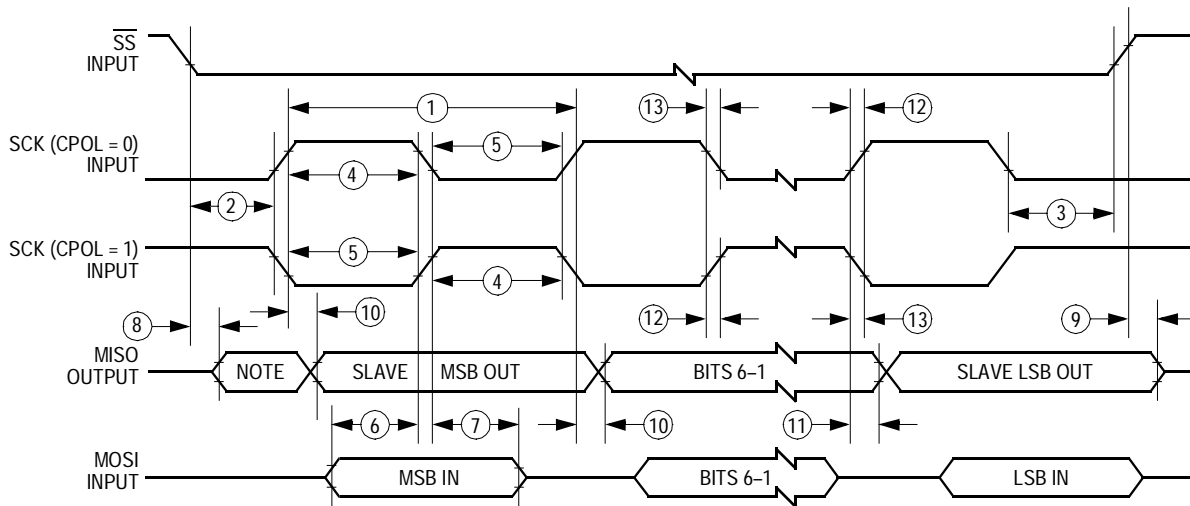 SS
INPUT
1
13
12
SCK (CPOL = 0)
INPUT
5
4
2
3
SCK (CPOL = 1)
INPUT
5
4
8
10
12
13
9
MISO
OUTPUT
NOTE
SLAVE MSB OUT
BITS 6–1
SLAVE LSB OUT
6
7
10
11
MOSI
INPUT
MSB IN
BITS 6–1
LSB IN